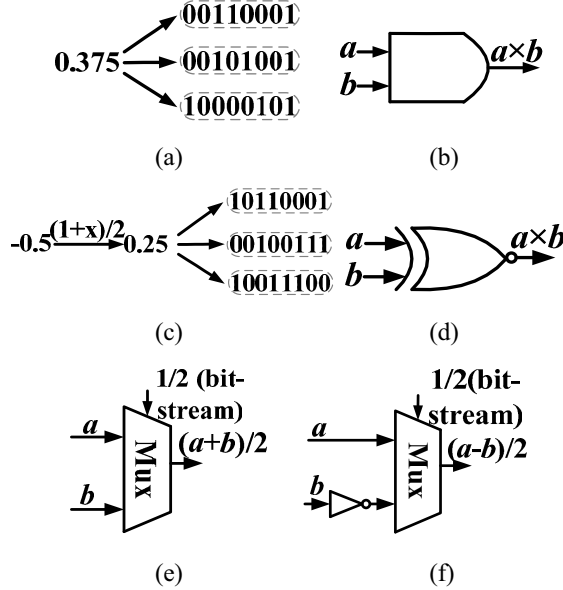 00110001
0.375
00101001
10000101
a
b
a×b
(a)
(b)
-0.5
(1+x)/2
0.25
10110001
00100111
10011100
a
b
a×b
(c)
(d)
1/2 (bit-
stream)
a
b
Mux
(a+b)/2
1/2(bit-
stream)
a
b
Mux
(a-b)/2
(e)
(f)